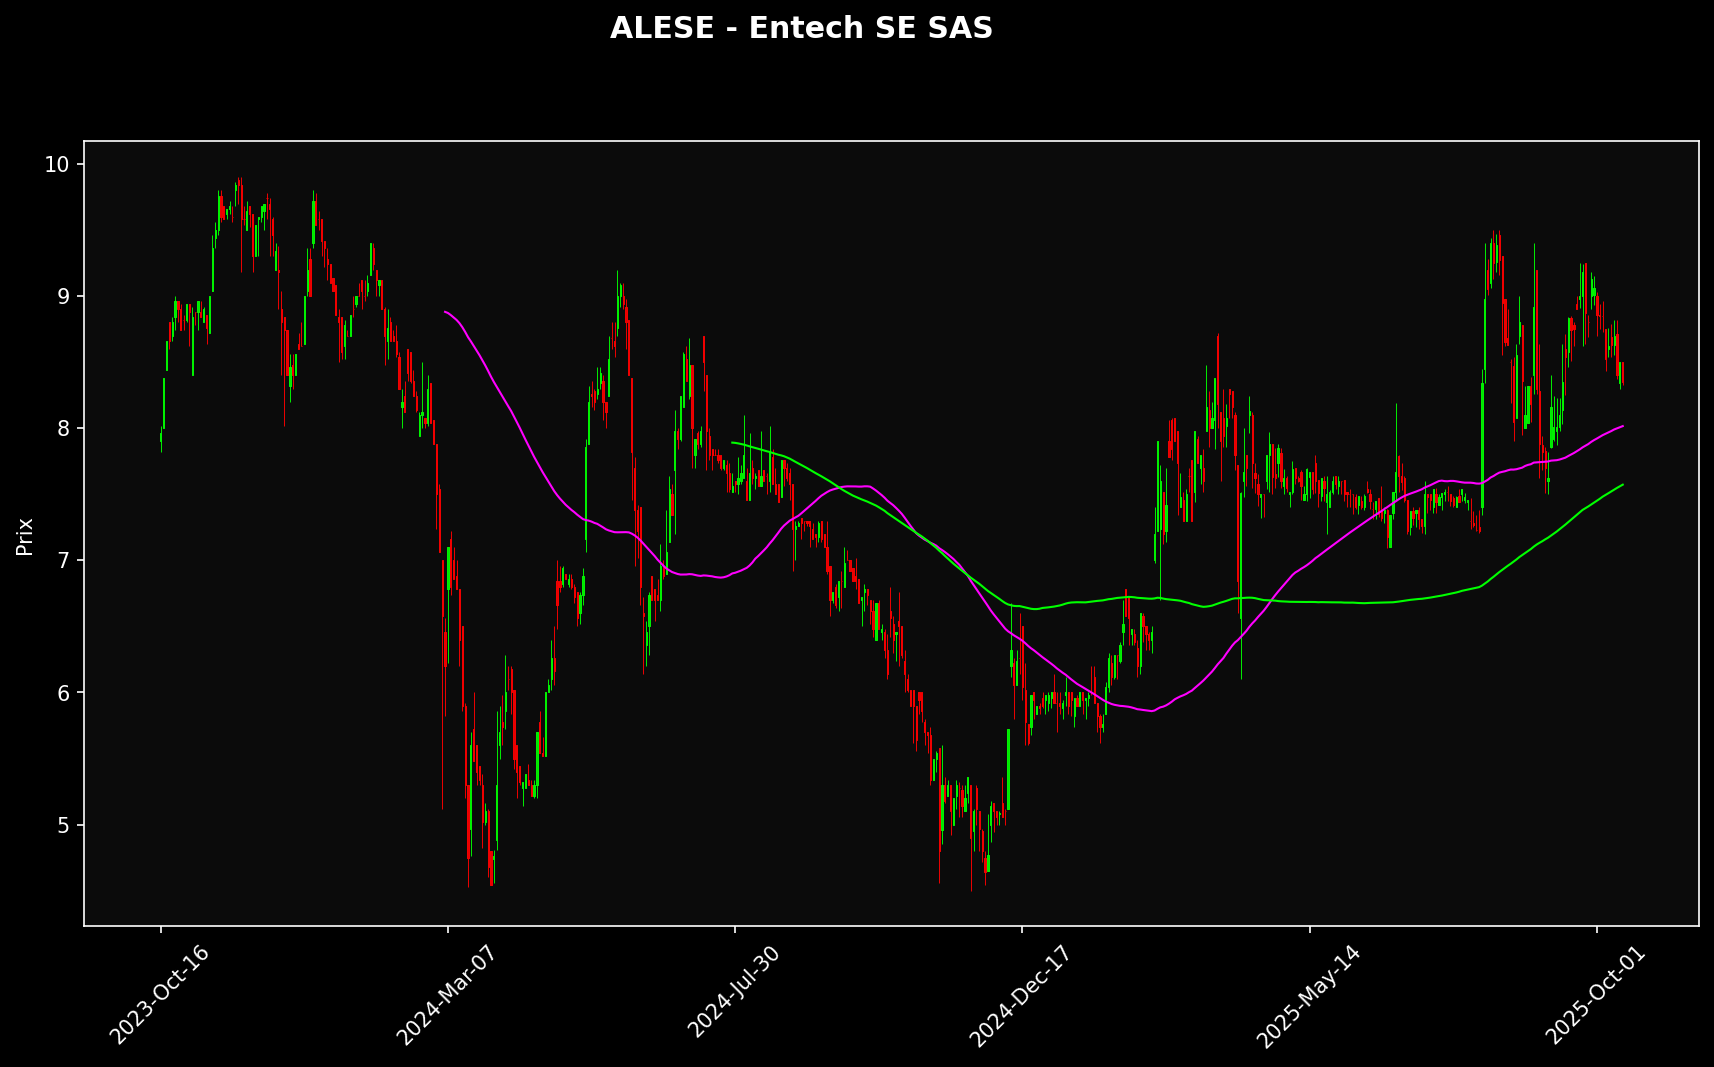 ALESE - Entech SE SAS
Prix
10
9
8
7
6
5
2023-Oct-16
2024-Mar-07
2024-Jul-30
2024-Dec-17
2025-May-14
2025-Oct-01